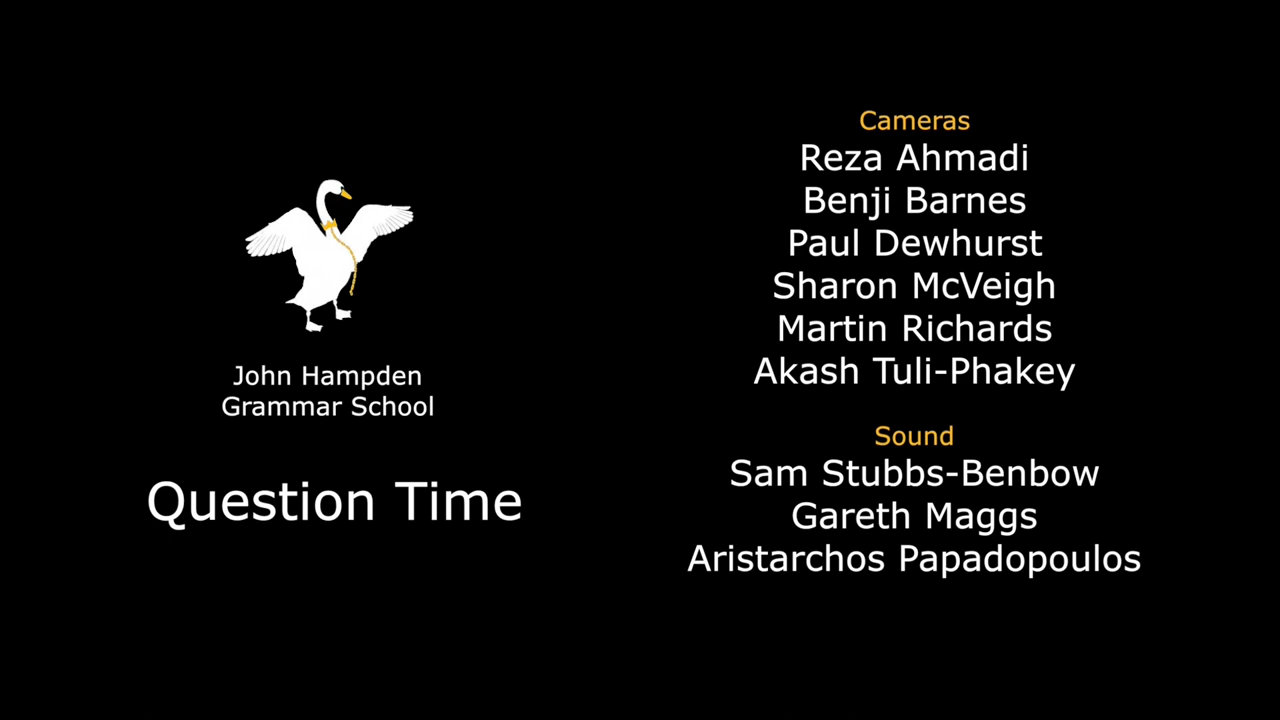 John Hampden
Grammar School
Question Time
Cameras
Reza Ahmadi
Benji Barnes
Paul Dewhurst
Sharon McVeigh
Martin Richards
Akash Tuli-Phakey
Sound
Sam Stubbs-Benbow
Gareth Maggs
Aristarchos Papadopoulos